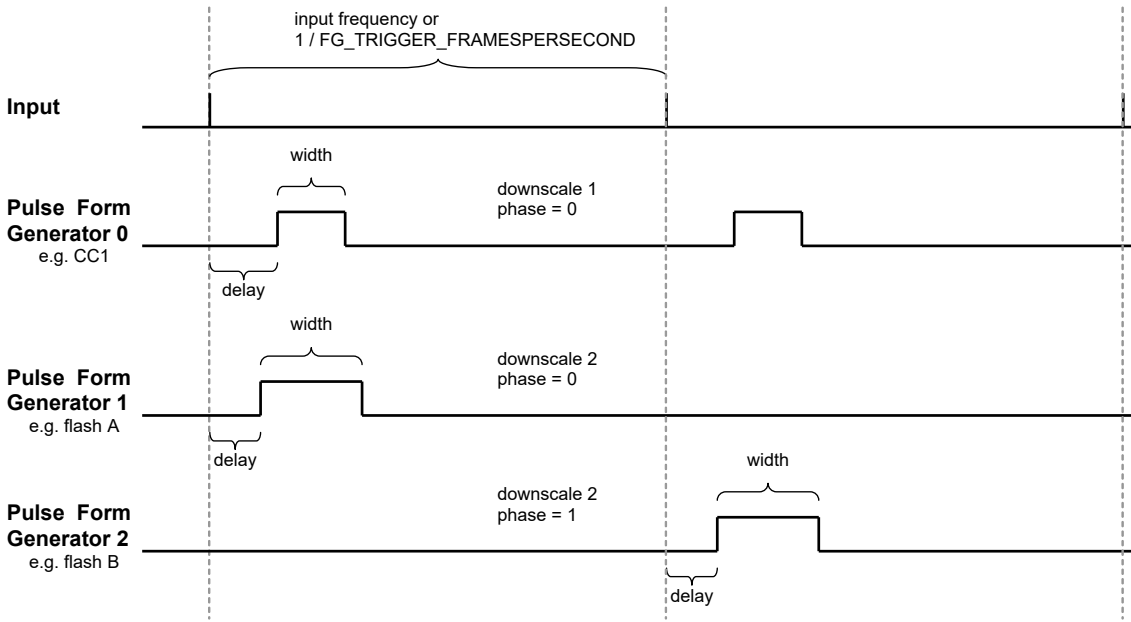 input frequency or
1 / FG_TRIGGER_FRAMESPERSECOND
Input
width
downscale 1
phase = 0
Pulse Form
Generator 0
e.g. CC1
delay
width
downscale 2
phase = 0
Pulse Form
Generator 1
e.g. flash A
delay
width
downscale 2
phase = 1
Pulse Form
Generator 2
e.g. flash B
delay